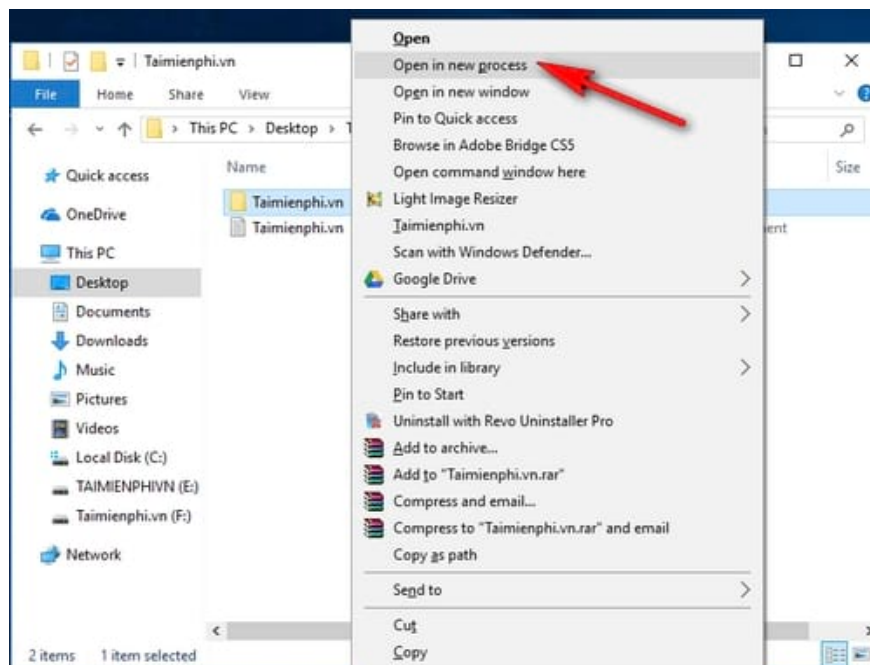 Taimienphi.vn
File Home Share View
This PC > Desktop >
Name
Size
Quick access
OneDrive
This PC
Desktop
Documents
Downloads
Music
Pictures
Videos
Local Disk (C:)
TAIMIENPHIVN (E:)
Taimienphi.vn (F:)
Network
Taimienphi.vn
Taimienphi.vn
2 items 1 item selected
Open
Open in new process
Open in new window
Pin to Quick access
Browse in Adobe Bridge CS5
Open command window here
Light Image Resizer
Taimienphi.vn
Scan with Windows Defender...
Google Drive
Share with
Restore previous versions
Include in library
Pin to Start
Uninstall with Revo Uninstaller Pro
Add to archive...
Add to "Taimienphi.vn.rar"
Compress and email...
Compress to "Taimienphi.vn.rar" and email
Copy as path
Send to
Cut
Copy